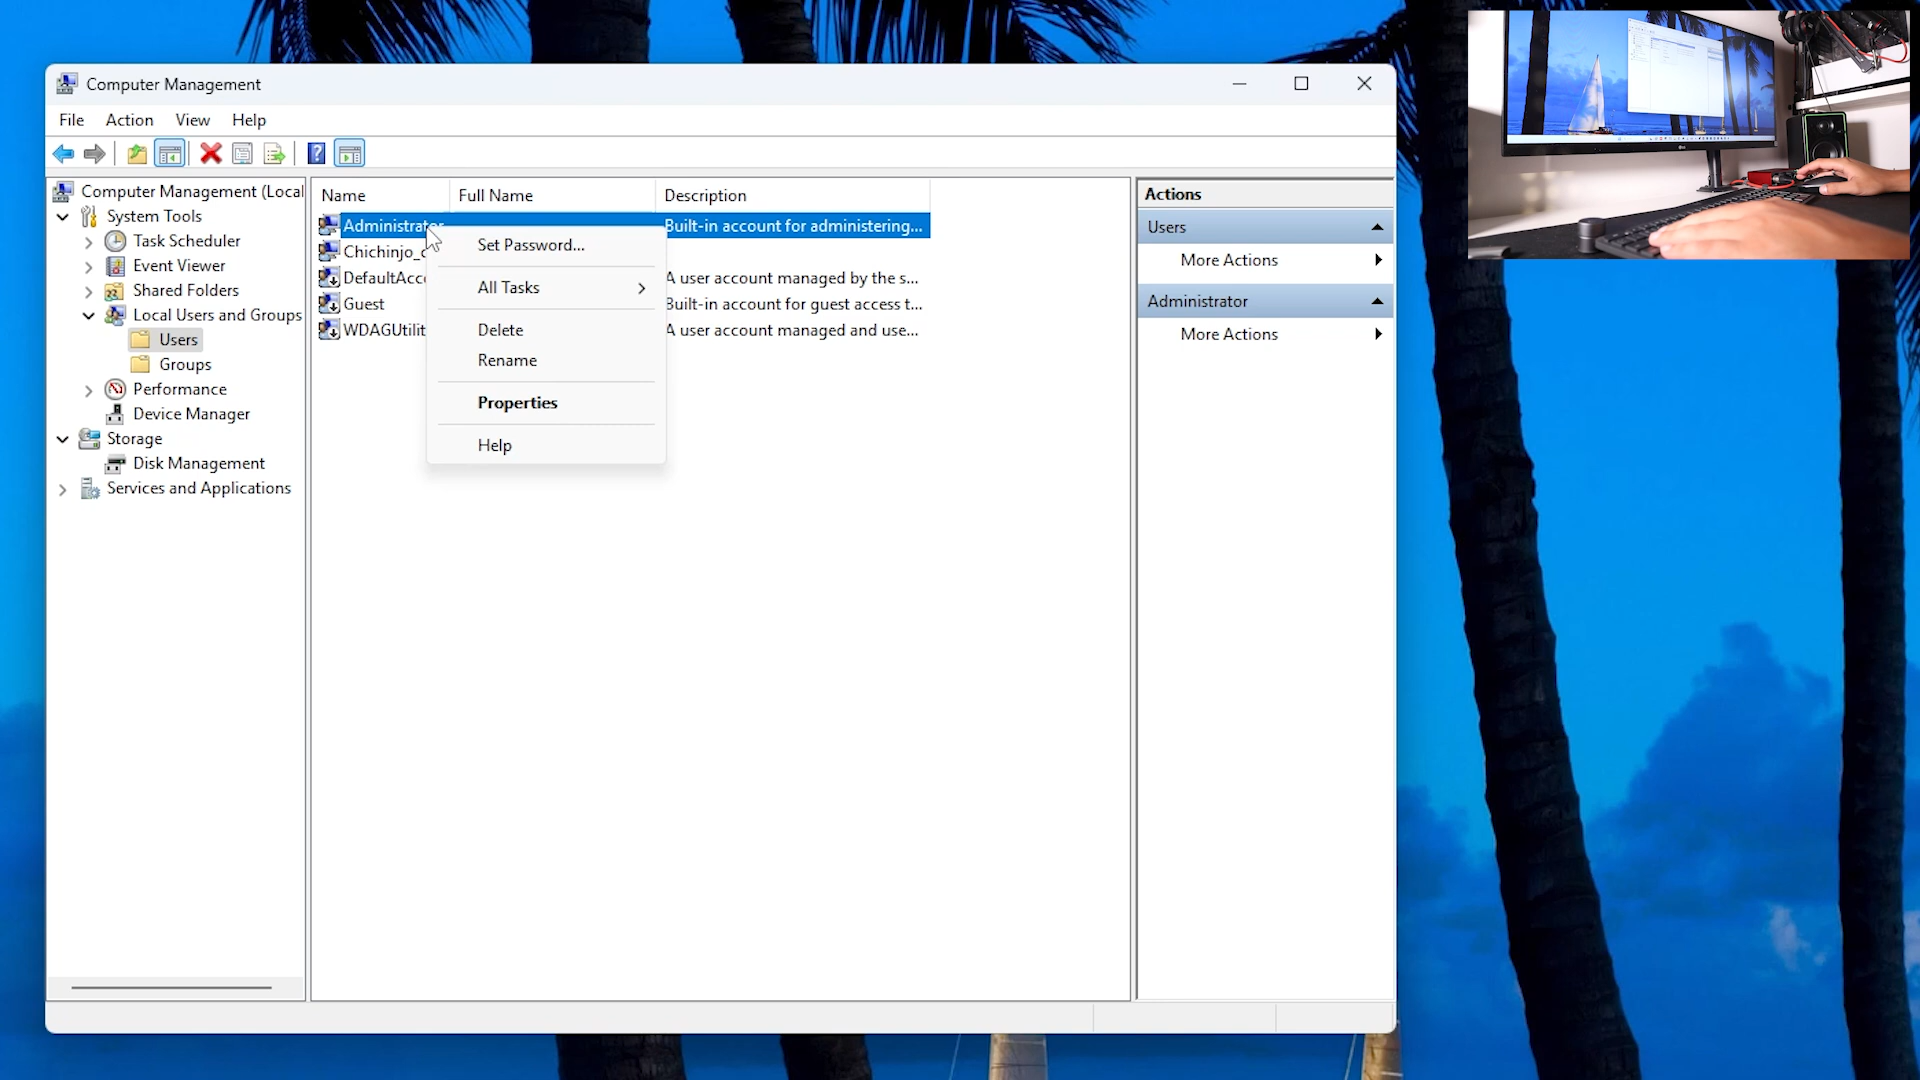 Computer Management
File Action View Help
Computer Management (Local
System Tools
Task Scheduler
Event Viewer
Shared Folders
Local Users and Groups
Users
Groups
Performance
Device Manager
Storage
Disk Management
Services and Applications
Name Full Name Description
Administrator Built-in account for administering...
Chichinjo_
DefaultAcc A user account managed by the s...
Guest Built-in account for guest access t...
WDAGUtilit A user account managed and use...
Set Password...
All Tasks
Delete
Rename
Properties
Help
Actions
Users
More Actions
Administrator
More Actions